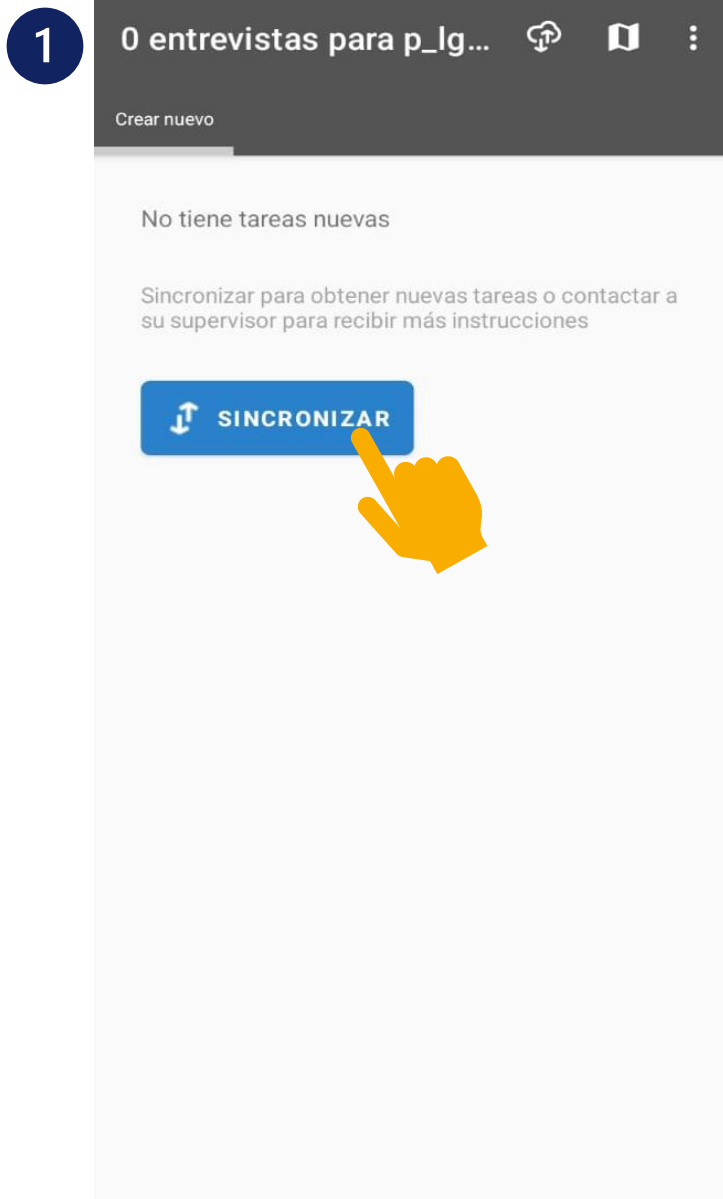 1
0 entrevistas para p_lg...
Crear nuevo
No tiene tareas nuevas
Sincronizar para obtener nuevas tareas o contactar a
su supervisor para recibir más instrucciones
SINCRONIZAR